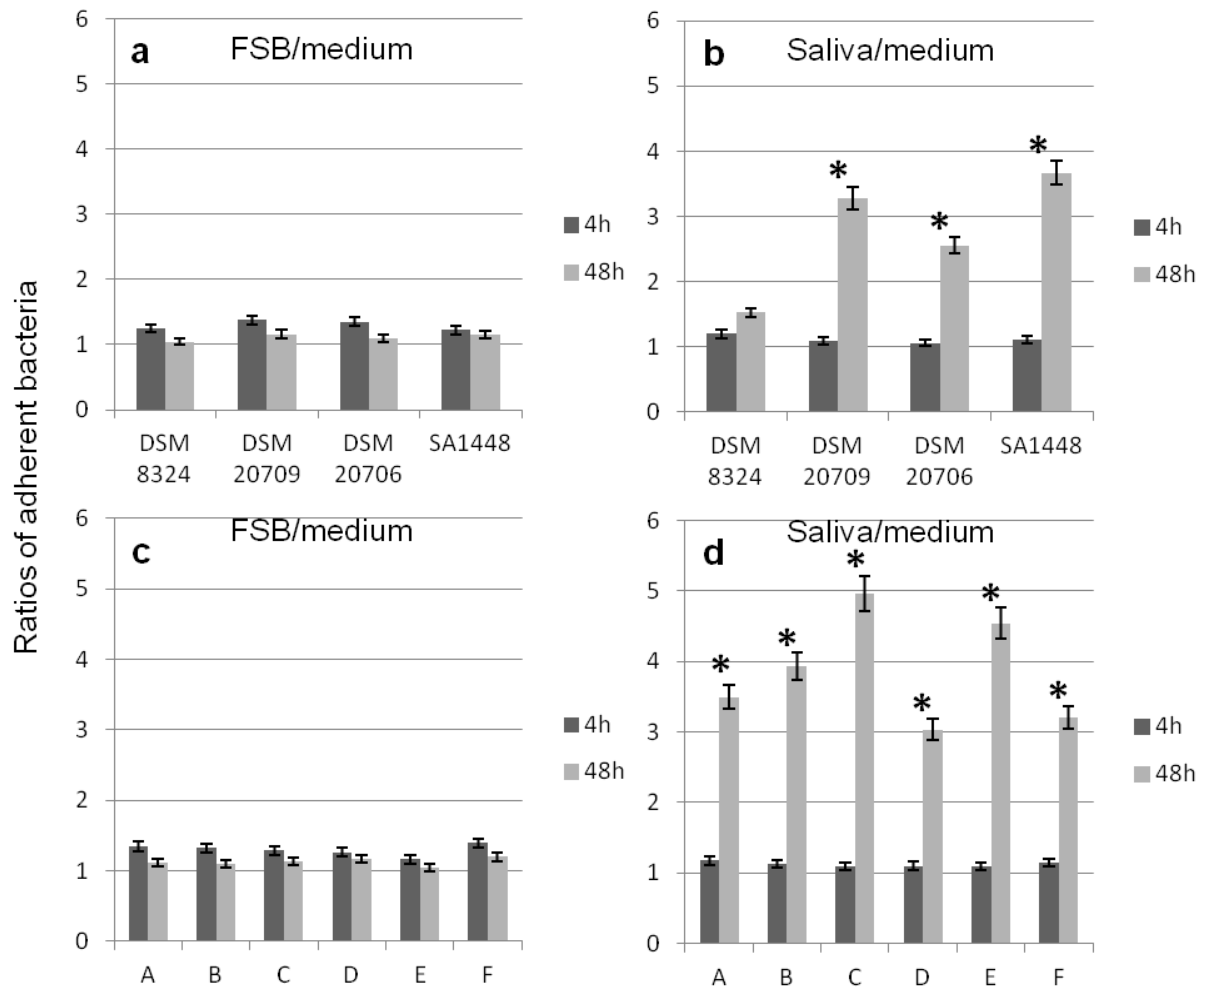 Ratios of adherent bacteria
a
FSB/medium
6
5
4
3
2
1
0
DSM 8324
DSM 20709
DSM 20706
SA1448
4h
48h
b
Saliva/medium
6
5
4
3
2
1
0
*
*
*
DSM 8324
DSM 20709
DSM 20706
SA1448
4h
48h
c
FSB/medium
6
5
4
3
2
1
0
A B C D E F
4h
48h
d
Saliva/medium
6
5
4
3
2
1
0
*
*
*
*
*
*
A B C D E F
4h
48h